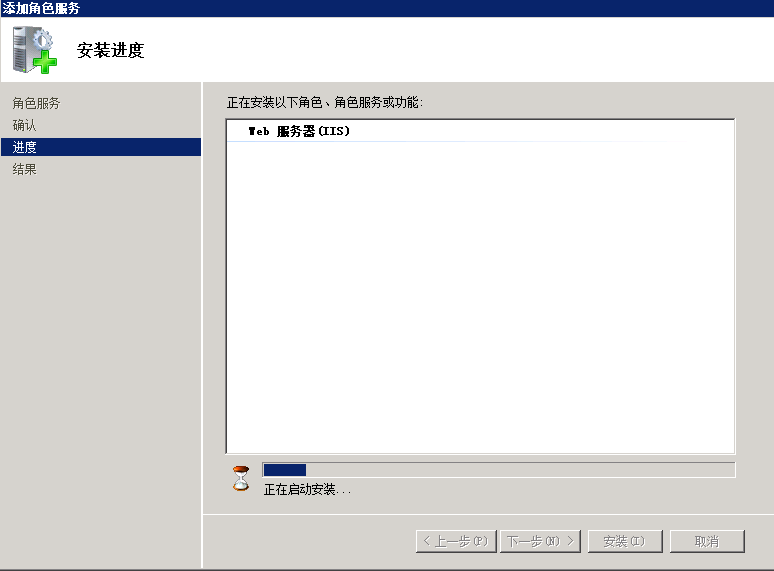 添加角色服务
安装进度
角色服务
确认
进度
结果
正在安装以下角色、角色服务或功能:
Web 服务器(IIS)
正在启动安装...
< 上一步(P)
下一步(N) >
安装(I)
取消